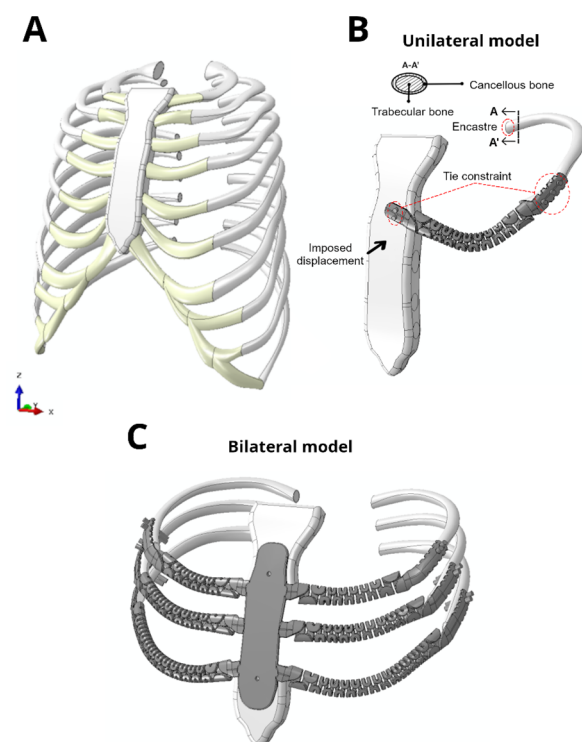 A
B
Unilateral model
A-A'
Cancellous bone
Trabecular bone
A
Encastre
A'
Tie constraint
Imposed
displacement
Z
Y
X
C
Bilateral model